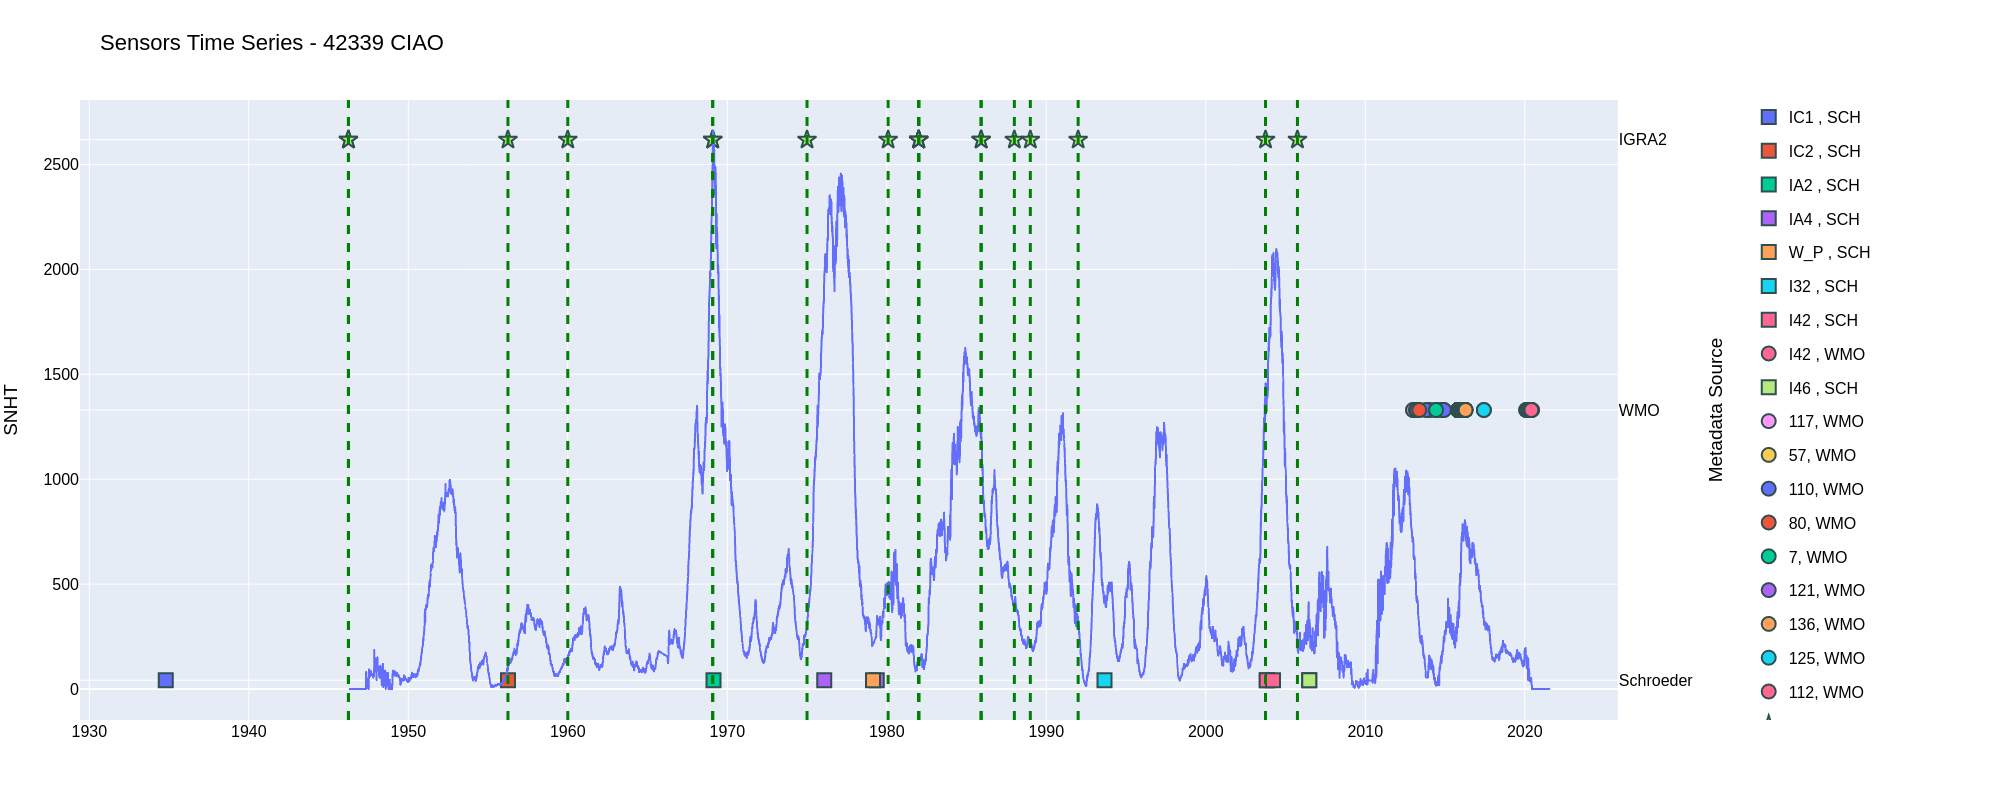 Sensors Time Series - 42339 CIAO
SNHT
2500
2000
1500
1000
500
0
1930 1940 1950 1960 1970 1980 1990 2000 2010 2020
IGRA2
WMO
Schroeder
Metadata Source
IC1 , SCH
IC2 , SCH
IA2 , SCH
IA4 , SCH
W_P , SCH
I32 , SCH
I42 , SCH
I42 , WMO
I46 , SCH
117, WMO
57, WMO
110, WMO
80, WMO
7, WMO
121, WMO
136, WMO
125, WMO
112, WMO